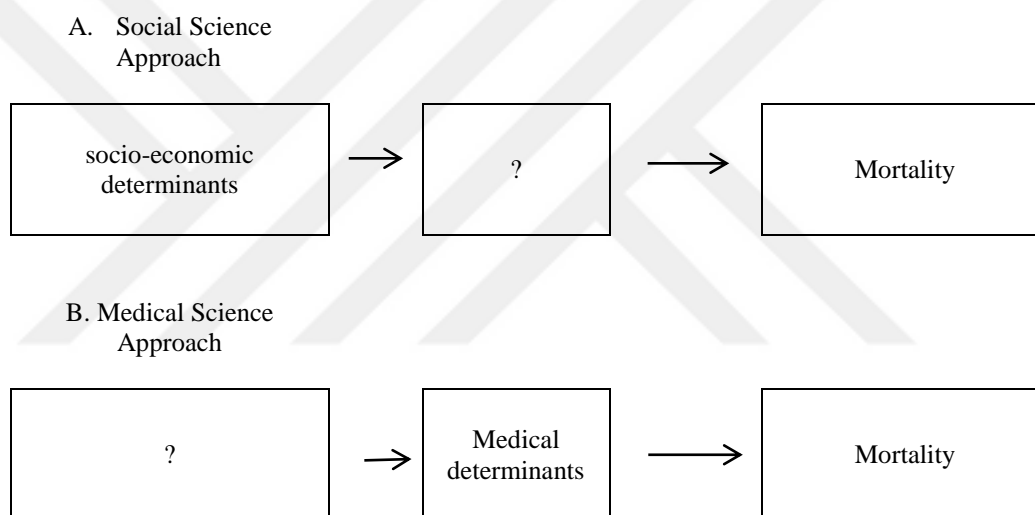 A. Social Science
Approach
socio-economic
determinants
?
Mortality
B. Medical Science
Approach
?
Medical
determinants
Mortality